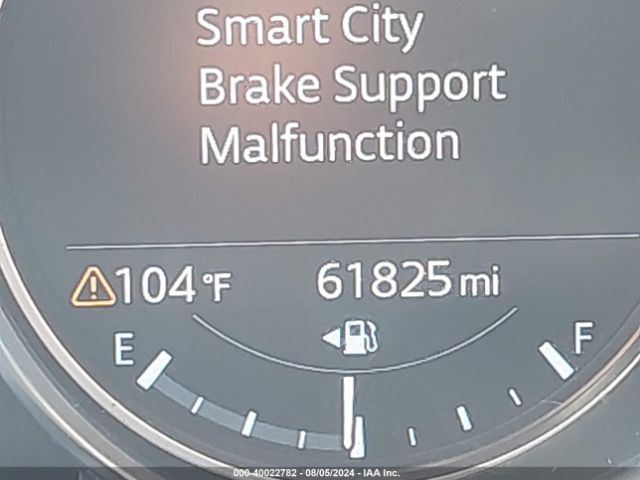 Smart City
Brake Support
Malfunction
104°F 61825 mi
E F
000-40022782 - 08/05/2024 - IAA Inc.